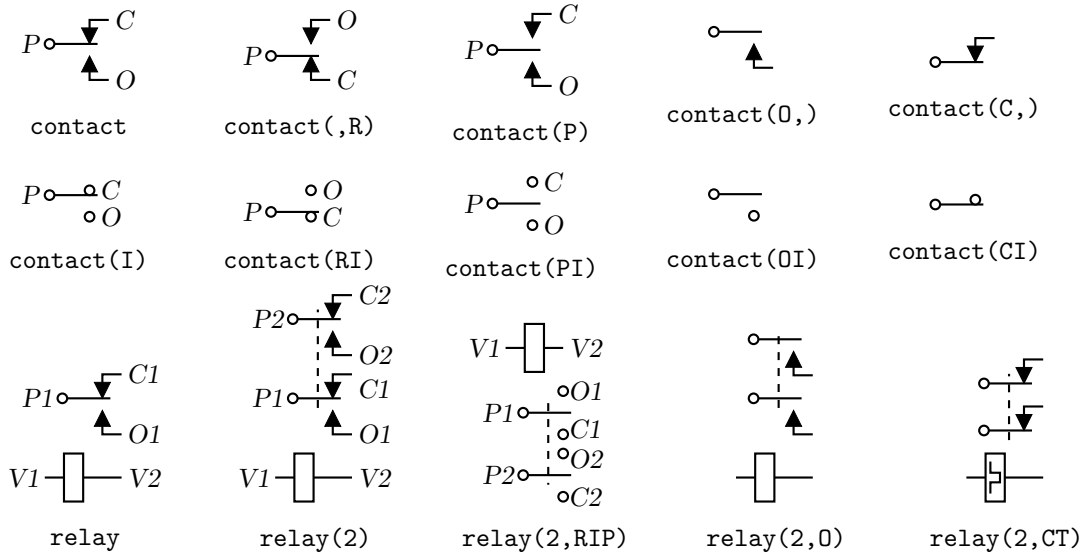 C O C
P P P
O C O
contact contact(,R) contact(P) contact(O,) contact(C,)
P C O
P O C
P C O
contact(I) contact(RI) contact(PI) contact(OI) contact(CI)
C2
P2
O2
V1 V2
P1 C1 O1
P1 C1 O1
O1
P1
C1
O2
P2
C2
V1 V2
V1 V2
relay relay(2) relay(2,RIP) relay(2,O) relay(2,CT)